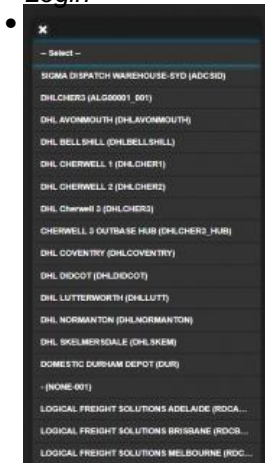 Login
×
-- Select --
SIGMA DISPATCH WAREHOUSE-SYD (ADCSID)
DHLCHER3 (ALG00001_001)
DHL AVONMOUTH (DHLAVONMOUTH)
DHL BELLSHILL (DHLBELLSHILL)
DHL CHERWELL 1 (DHLCHER1)
DHL CHERWELL 2 (DHLCHER2)
DHL Cherwell 3 (DHLCHER3)
CHERWELL 3 OUTBASE HUB (DHLCHER3_HUB)
DHL COVENTRY (DHLCOVENTRY)
DHL DIDCOT (DHLDIDCOT)
DHL LUTTERWORTH (DHLLUTT)
DHL NORMANTON (DHLNORMANTON)
DHL SKELMERSDALE (DHLSKEM)
DOMESTIC DURHAM DEPOT (DUR)
- (NONE-001)
LOGICAL FREIGHT SOLUTIONS ADELAIDE (RDCA...
LOGICAL FREIGHT SOLUTIONS BRISBANE (RDCB...
LOGICAL FREIGHT SOLUTIONS MELBOURNE (RDC...